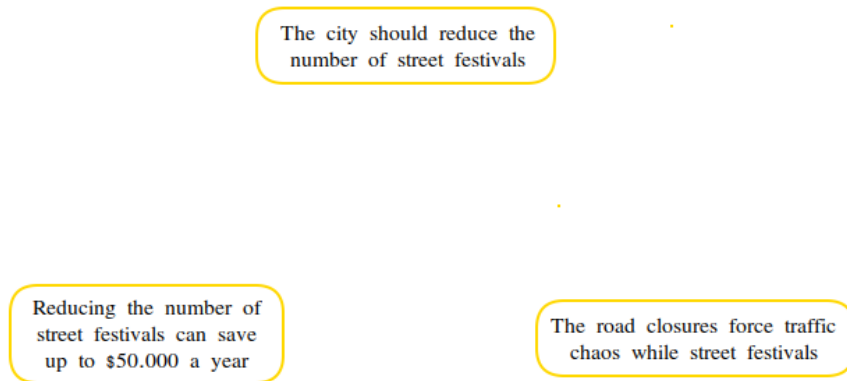 The city should reduce the
number of street festivals
Reducing the number of
street festivals can save
up to $50.000 a year
The road closures force traffic
chaos while street festivals